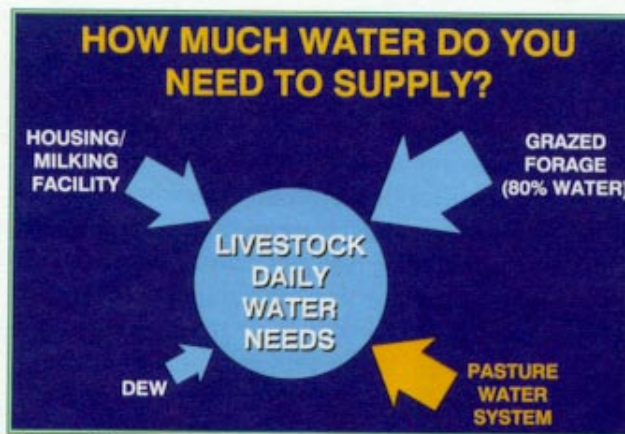 HOW MUCH WATER DO YOU
NEED TO SUPPLY?
HOUSING/
MILKING
FACILITY
GRAZED
FORAGE
(80% WATER)
LIVESTOCK
DAILY
WATER
NEEDS
DEW
PASTURE
WATER
SYSTEM